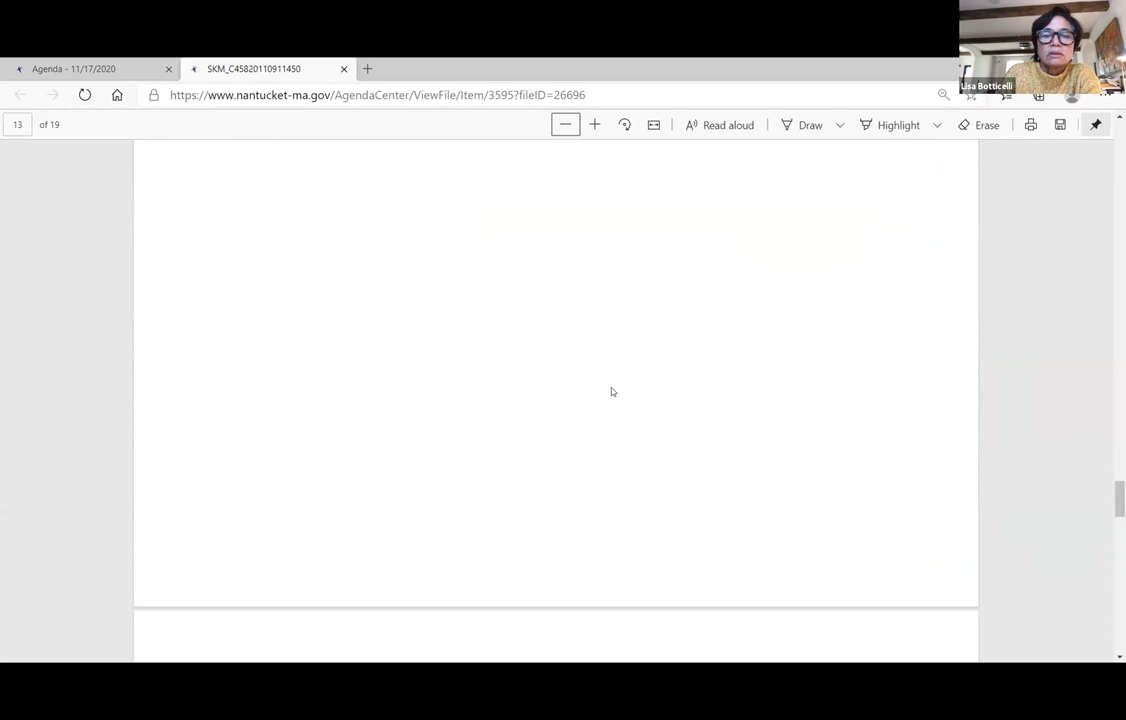 Agenda - 11/17/2020
SKM_C45820110911450
Lisa Botticelli
https://www.nantucket-ma.gov/AgendaCenter/ViewFile/Item/3595?fileID=26696
13 of 19
Read aloud
Draw
Highlight
Erase